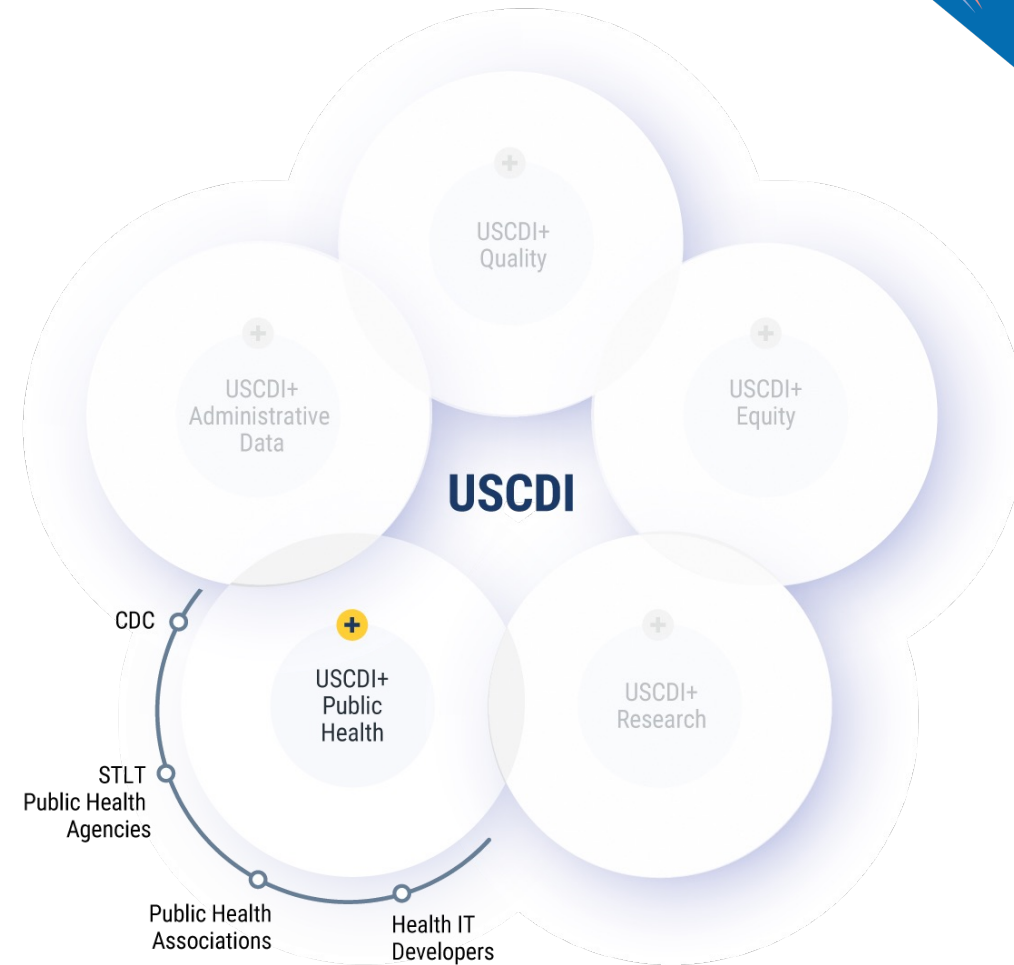 USCDI+
Quality
USCDI+
Administrative
Data
USCDI+
Equity
USCDI
CDC
USCDI+
Public
Health
USCDI+
Research
STLT
Public Health
Agencies
Public Health
Associations
Health IT
Developers